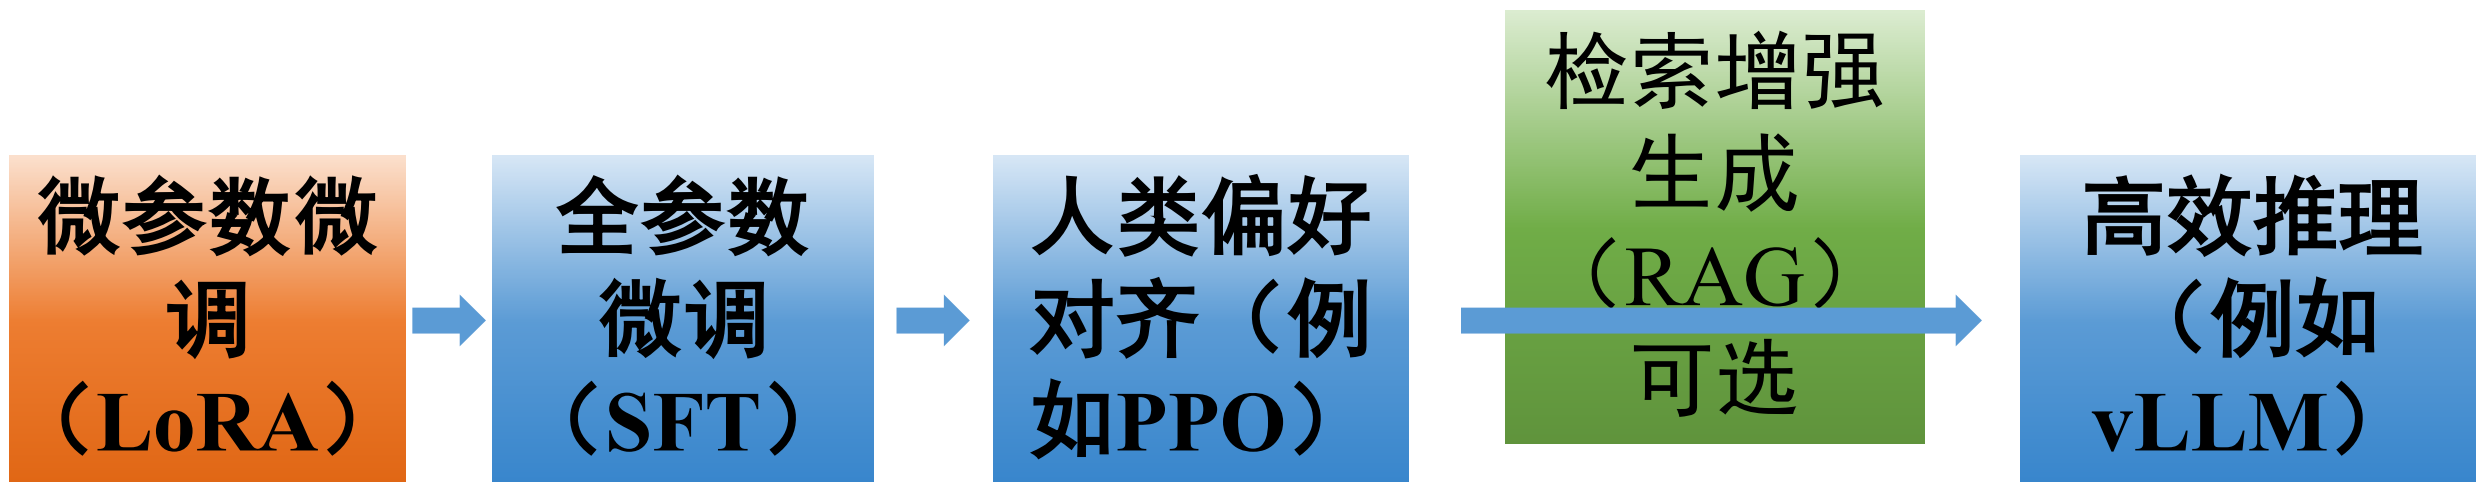 微参数微
调
（LoRA）
全参数
微调
（SFT）
人类偏好
对齐（例
如PPO）
检索增强
生成
（RAG）
可选
高效推理
（例如
vLLM）